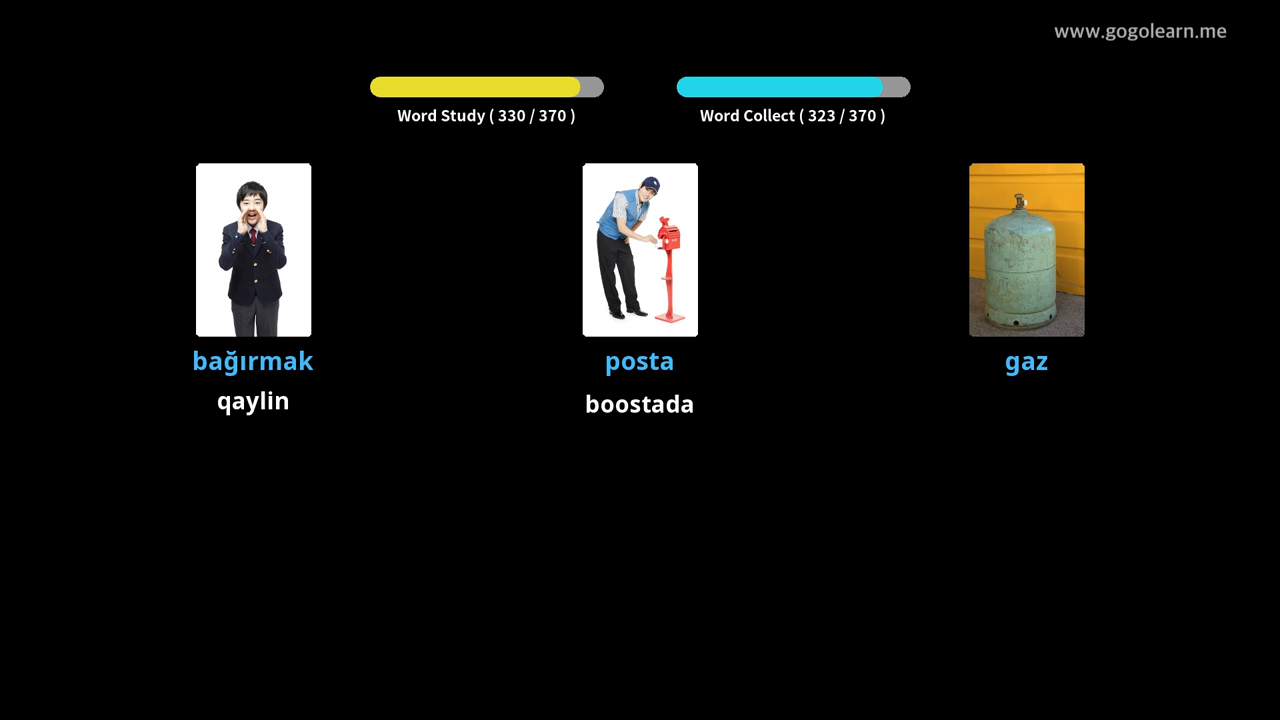 www.gogolearn.me
Word Study ( 330 / 370 )
Word Collect ( 323 / 370 )
bağırmak
posta
gaz
qaylin
boostada